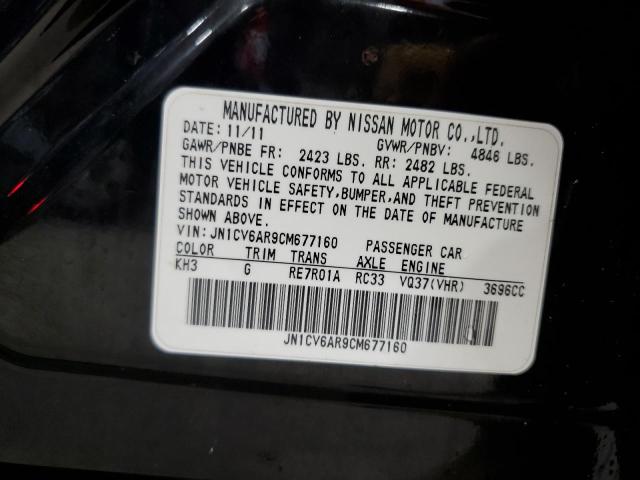 MANUFACTURED BY NISSAN MOTOR CO.,LTD.
DATE: 11/11 GVWR/PNBV: 4846 LBS.
GAWR/PNBE FR: 2423 LBS. RR: 2482 LBS.
THIS VEHICLE CONFORMS TO ALL APPLICABLE FEDERAL
MOTOR VEHICLE SAFETY,BUMPER,AND THEFT PREVENTION
STANDARDS IN EFFECT ON THE DATE OF MANUFACTURE
SHOWN ABOVE.
VIN: JN1CV6AR9CM677160 PASSENGER CAR
COLOR TRIM TRANS AXLE ENGINE
KH3 G RE7R01A RC33 VQ37(VHR) 3696CC
JN1CV6AR9CM677160